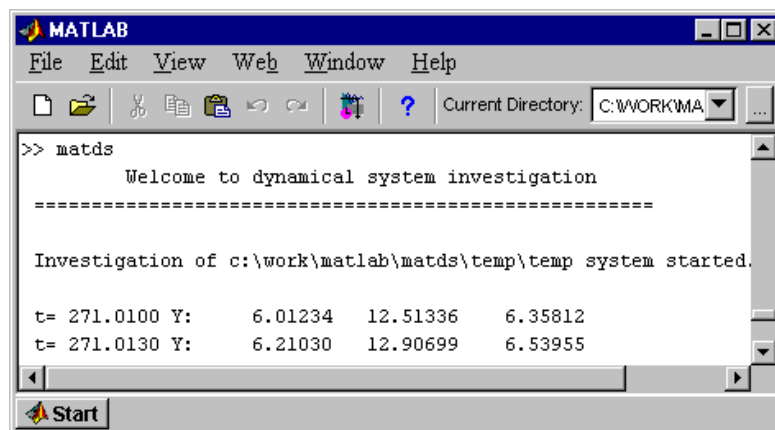 MATLAB
File Edit View Web Window Help
? Current Directory: C:\WORK\MA ...
>> matds
Welcome to dynamical system investigation
======================================================
Investigation of c:\work\matlab\matds\temp\temp system started.
t= 271.0100 Y: 6.01234 12.51336 6.35812
t= 271.0130 Y: 6.21030 12.90699 6.53955
Start